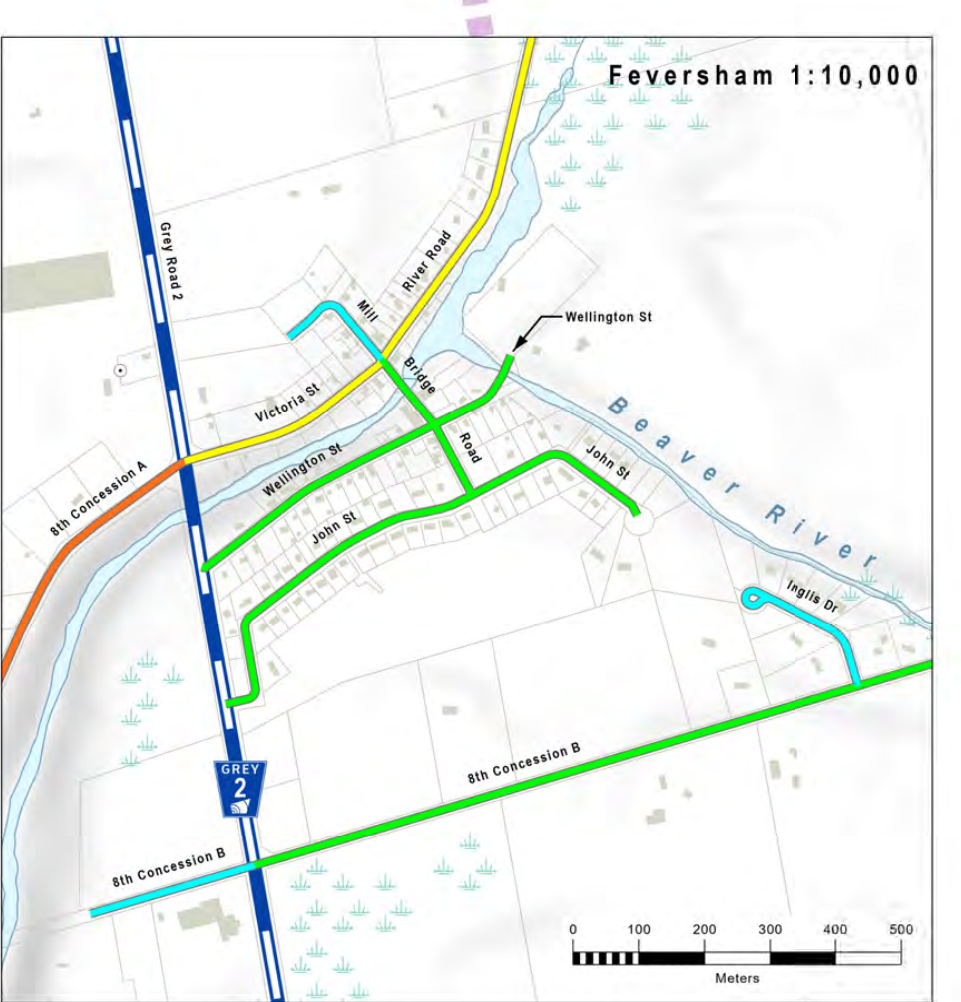 Feversham 1:10,000
Grey Road 2
River Road
Mill
Wellington St
Bridge
Victoria St
Beaver River
Road
Wellington St
John St
8th Concession A
John St
Inglis Dr
8th Concession B
GREY
2
8th Concession B
0 100 200 300 400 500
Meters